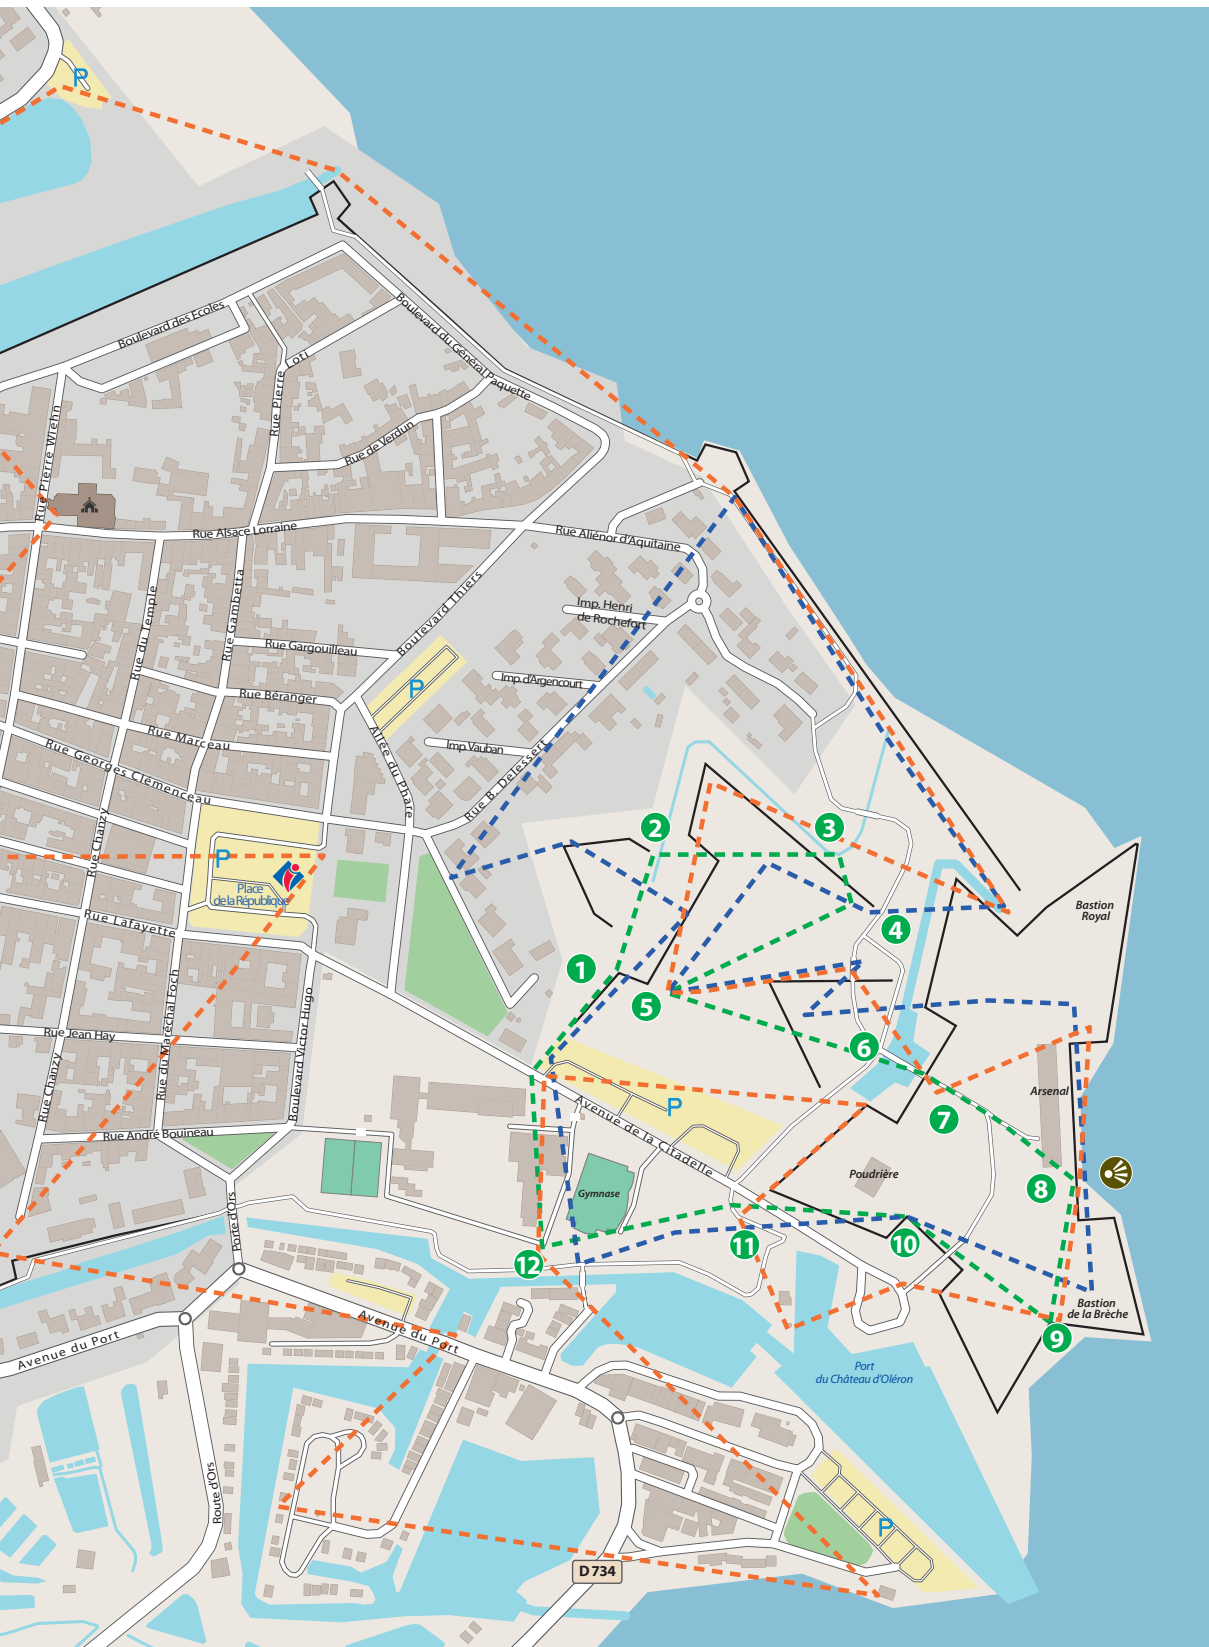 P
Boulevard des Ecoles
Boulevard du Général Paquette
Rue Pierre
Loti
Rue Pierre Wiehn
Rue de Verdun
Rue Alsace Lorraine
Rue Aliénor d'Aquitaine
Boulevard Thiers
Imp. Henri
de Rochefort
Rue du Temple
Rue Gambetta
Rue Gargouilleau
Imp. d'Argencourt
P
Rue Béranger
Rue Marceau
Allée du Phare
Imp. Vauban
Rue B. Delessert
Rue Georges Clemenceau
2
3
Rue Chanzy
P
Place
de la République
Bastion
Royal
Rue Lafayette
4
1
5
Rue du Maréchal Foch
Boulevard Victor Hugo
Rue Jean Hay
6
Rue Chanzy
Arsenal
P
Avenue de la Citadelle
7
Rue André Bouineau
Poudrière
8
Gymnase
Porte d'Ors
11
10
12
Bastion
de la Brèche
Avenue du Port
Avenue du Port
9
Port
du Château d'Oléron
Route d'Ors
P
D 734